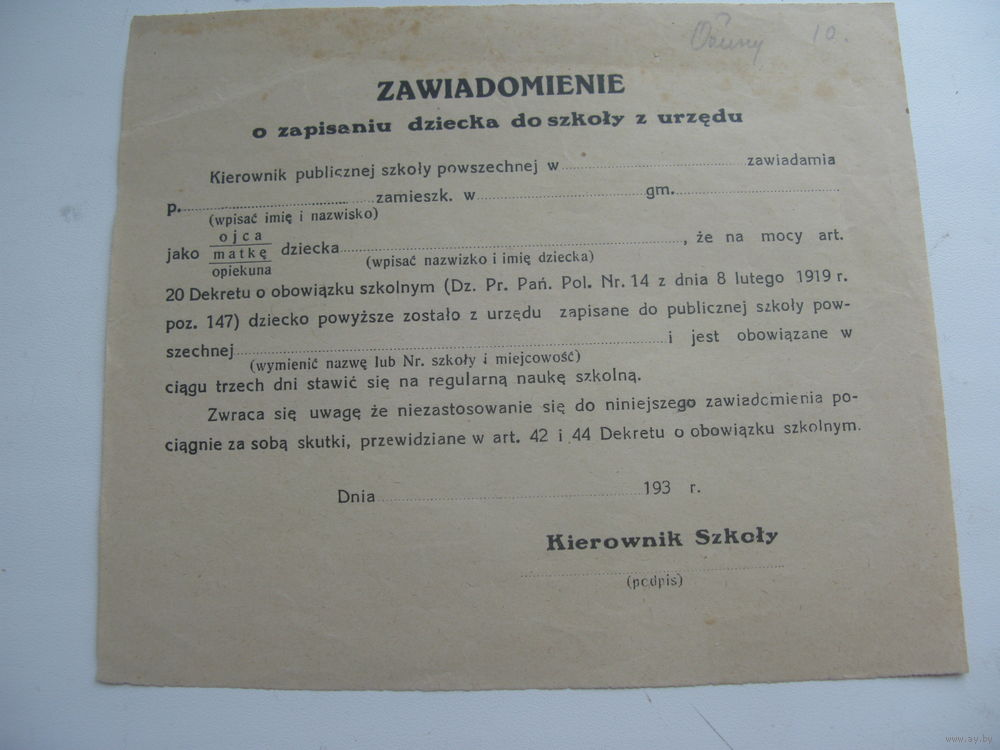 10.
ZAWIADOMIENIE
o zapisaniu dziecka do szkoły z urzędu
Kierownik publicznej szkoły powszechnej w.................... zawiadamia
p..................................zamieszk. w.................... gm.....................
(wpisać imię i nazwisko)
ojca
jako matkę dziecka........................................, że na mocy art.
opiekuna (wpisać nazwizko i imię dziecka)
20 Dekretu o obowiązku szkolnym (Dz. Pr. Pań. Pol. Nr. 14 z dnia 8 lutego 1919 r.
poz. 147) dziecko powyższe zostało z urzędu zapisane do publicznej szkoły pow-
szechnej..................................................i jest obowiązane w
(wymienić nazwę lub Nr. szkoły i miejcowość)
ciągu trzech dni stawić się na regularną naukę szkolną.
Zwraca się uwagę że niezastosowanie się do niniejszego zawiadcmienia po-
ciągnie za sobą skutki, przewidziane w art. 42 i 44 Dekretu o obowiązku szkolnym.
Dnia..............................193 r.
Kierownik Szkoły
..............................
(pcdpis)
www.ay.by